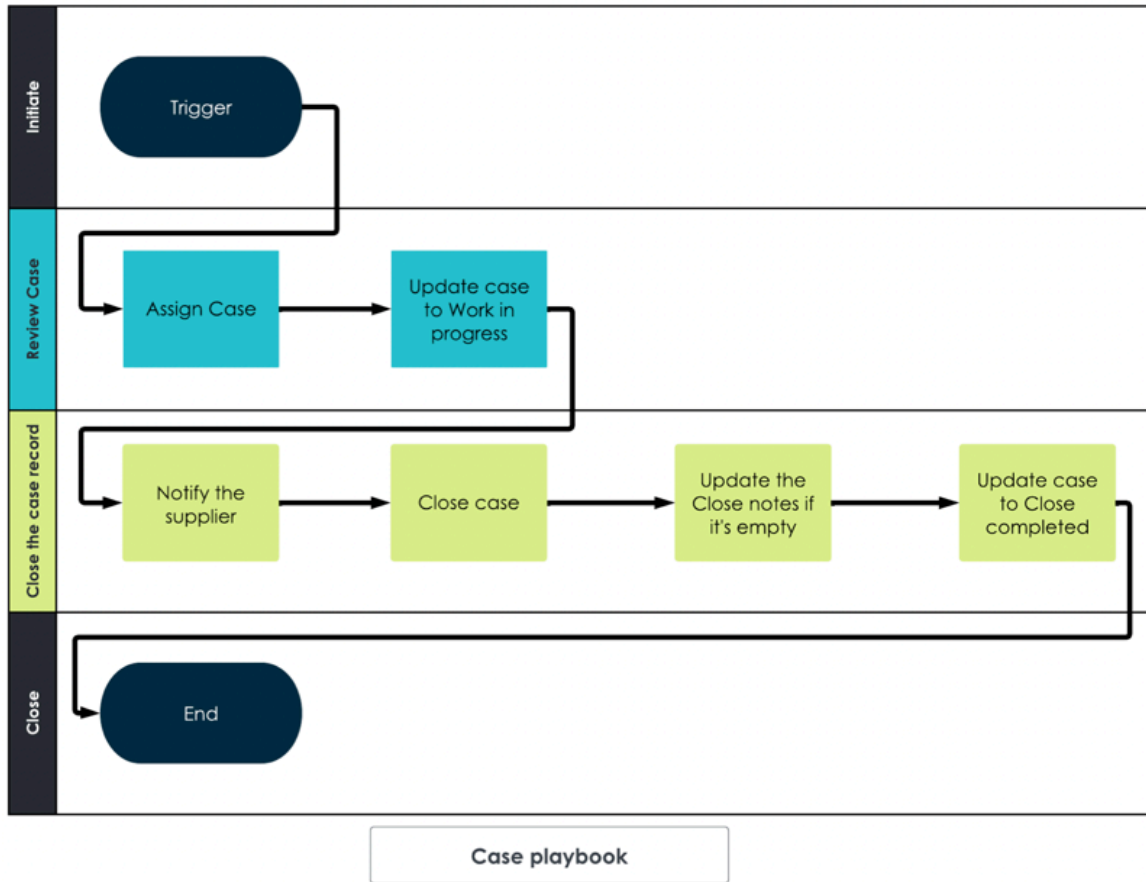 Initiate
Trigger
Review Case
Assign Case
Update case
to Work in
progress
Close the case record
Notify the
supplier
Close case
Update the
Close notes if
it's empty
Update case
to Close
completed
Close
End
Case playbook